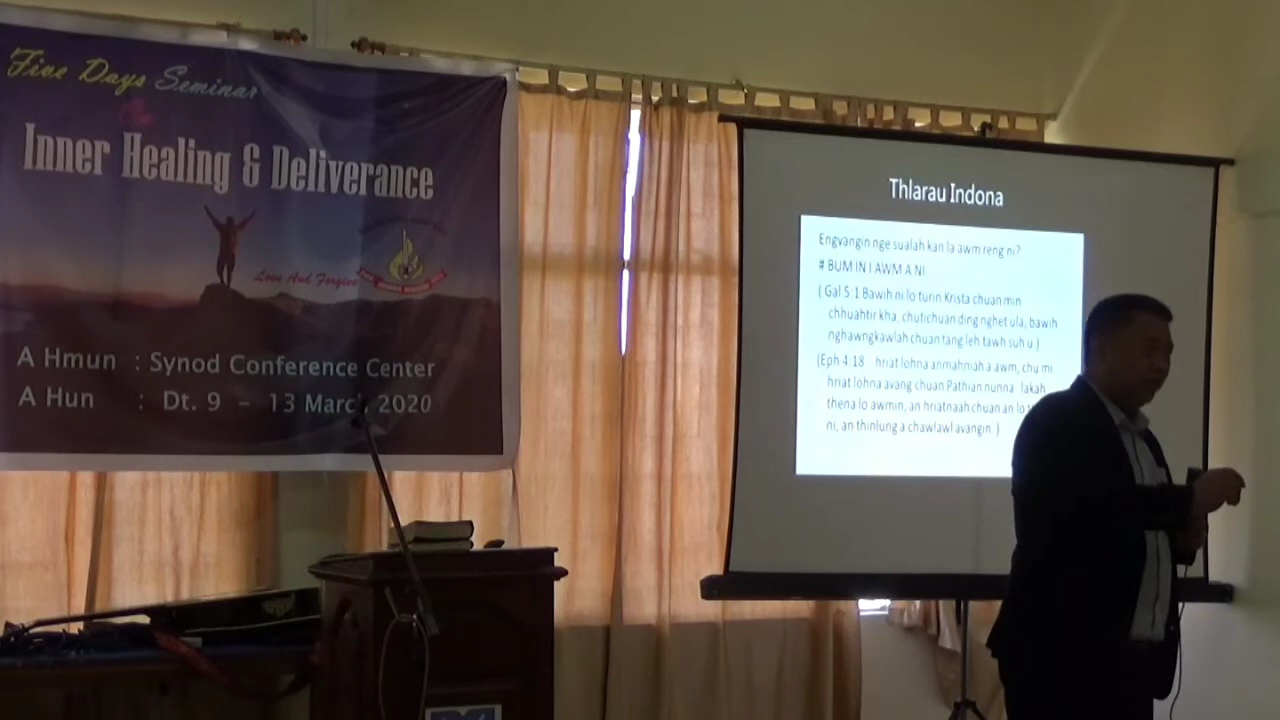 Five Days Seminar
On
Inner Healing & Deliverance
Love And Forgive
A Hmun : Synod Conference Center
A Hun : Dt. 9 - 13 March, 2020
Thlarau Indona
Engvangin nge sualah kan la awm reng ni?
# BUM IN I AWM A NI
( Gal 5:1 Bawih ni lo turin Krista chuan min
chhuahtir kha, chutichuan ding nghet ula, bawih
nghawngkawlah chuan tang leh tawh suh u.)
(Eph 4:18 hriat lohna anmahniah a awm, chu mi
hriat lohna avang chuan Pathian nunna lakah
thena lo awmin, an hriatnaah chuan an lo
ni, an thinlung a chawlawl avangin. )